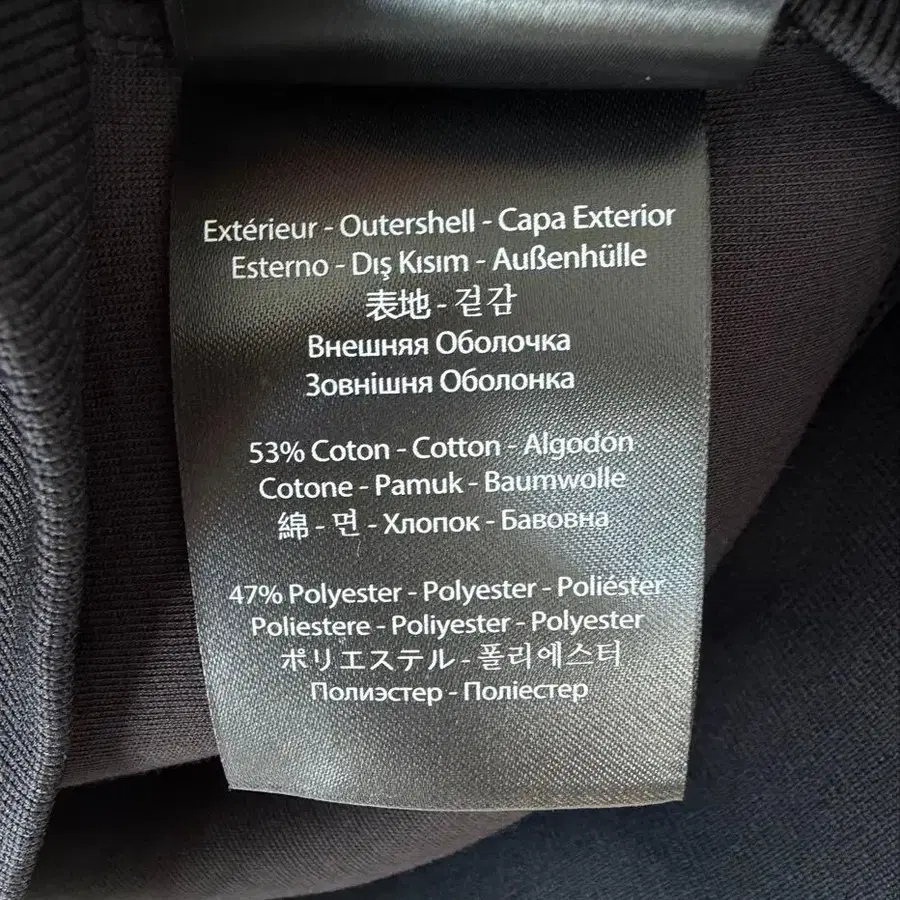 Extérieur - Outershell - Capa Exterior
Esterno - Dış Kısım - Außenhülle
表地 - 겉감
Внешняя Оболочка
Зовнішня Оболонка
53% Coton - Cotton - Algodón
Cotone - Pamuk - Baumwolle
綿 - 면 - Хлопок - Бавовна
47% Polyester - Polyester - Poliéster
Poliestere - Poliyester - Polyester
ポリエステル - 폴리에스터
Полиэстер - Поліестер